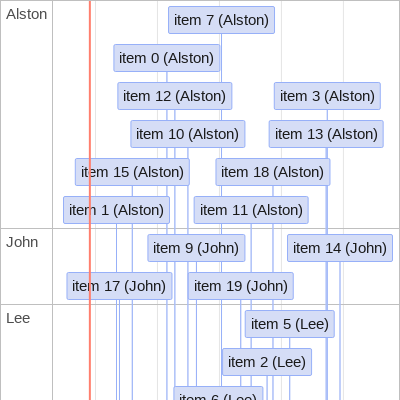 Alston
item 7 (Alston)
item 0 (Alston)
item 12 (Alston)
item 3 (Alston)
item 10 (Alston)
item 13 (Alston)
item 15 (Alston)
item 18 (Alston)
item 1 (Alston)
item 11 (Alston)
John
item 9 (John)
item 14 (John)
item 17 (John)
item 19 (John)
Lee
item 5 (Lee)
item 2 (Lee)
item 6 (Lee)